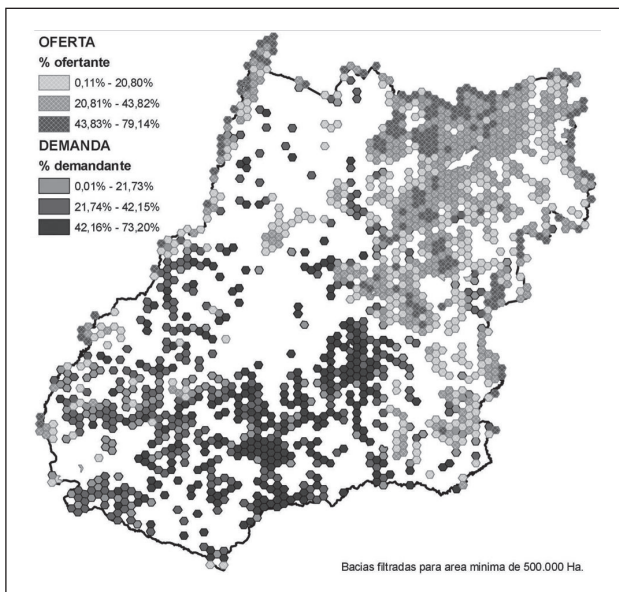 OFERTA
% ofertante
0,11% - 20,80%
20,81% - 43,82%
43,83% - 79,14%
DEMANDA
% demandante
0,01% - 21,73%
21,74% - 42,15%
42,16% - 73,20%
Bacias filtradas para area minima de 500.000 Ha.